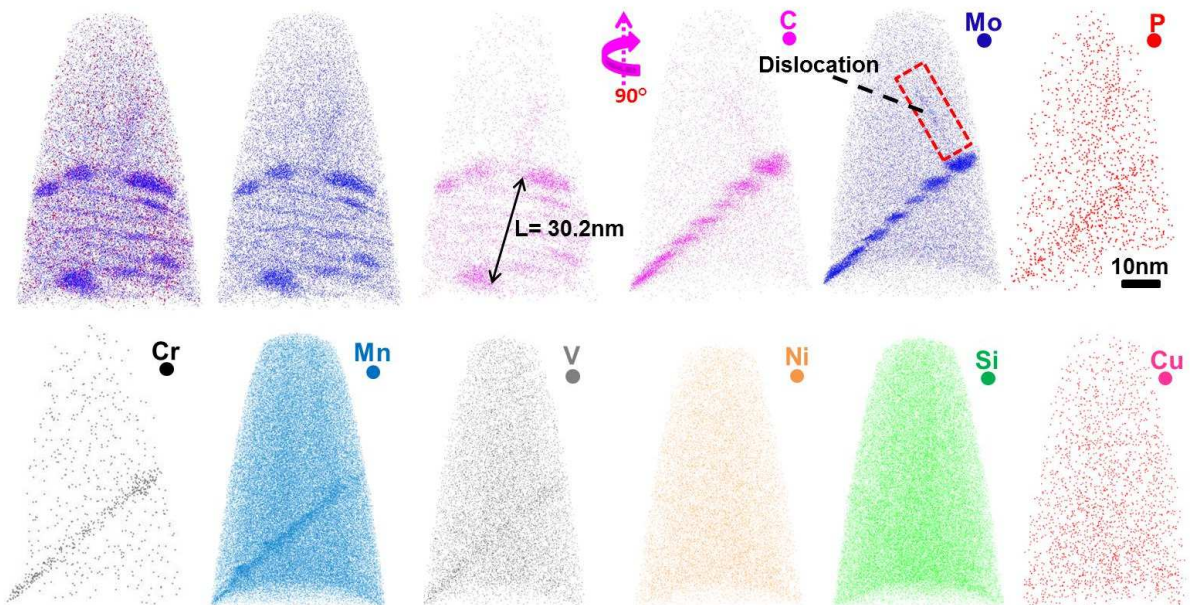 C
Mo
P
Dislocation
90°
L= 30.2nm
10nm
Cr
Mn
V
Ni
Si
Cu